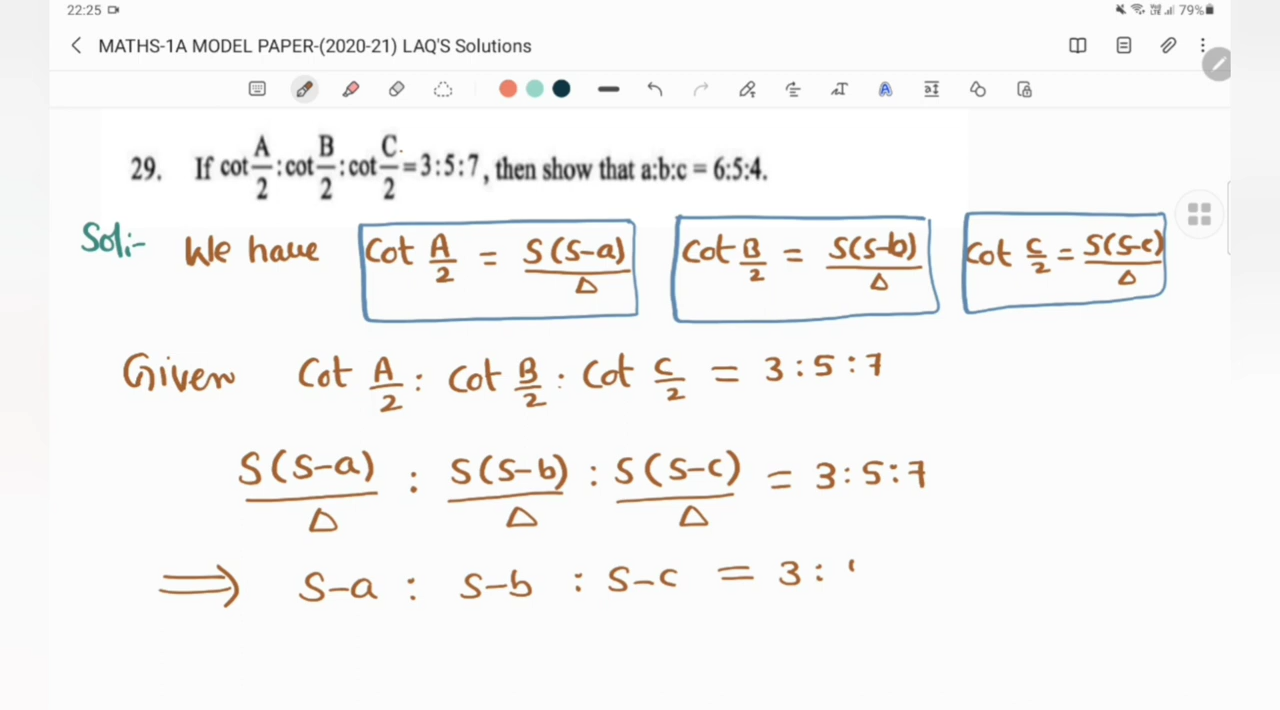 22:25 79%
MATHS-1A MODEL PAPER-(2020-21) LAQ'S Solutions
29. If cot A/2 : cot B/2 : cot C/2 = 3:5:7, then show that a:b:c = 6:5:4.
Sol:- We have Cot A/2 = S(S-a)/Δ Cot B/2 = S(S-b)/Δ Cot C/2 = S(S-c)/Δ
Given Cot A/2 : Cot B/2 : Cot C/2 = 3:5:7
S(S-a)/Δ : S(S-b)/Δ : S(S-c)/Δ = 3:5:7
⟹ S-a : S-b : S-c = 3: